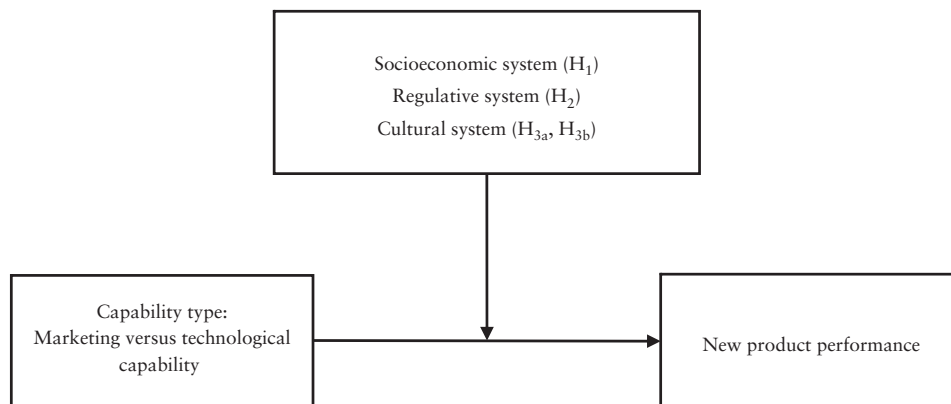 Socioeconomic system (H₁)
Regulative system (H₂)
Cultural system (H₃ₐ, H₃b)
Capability type:
Marketing versus technological
capability
New product performance